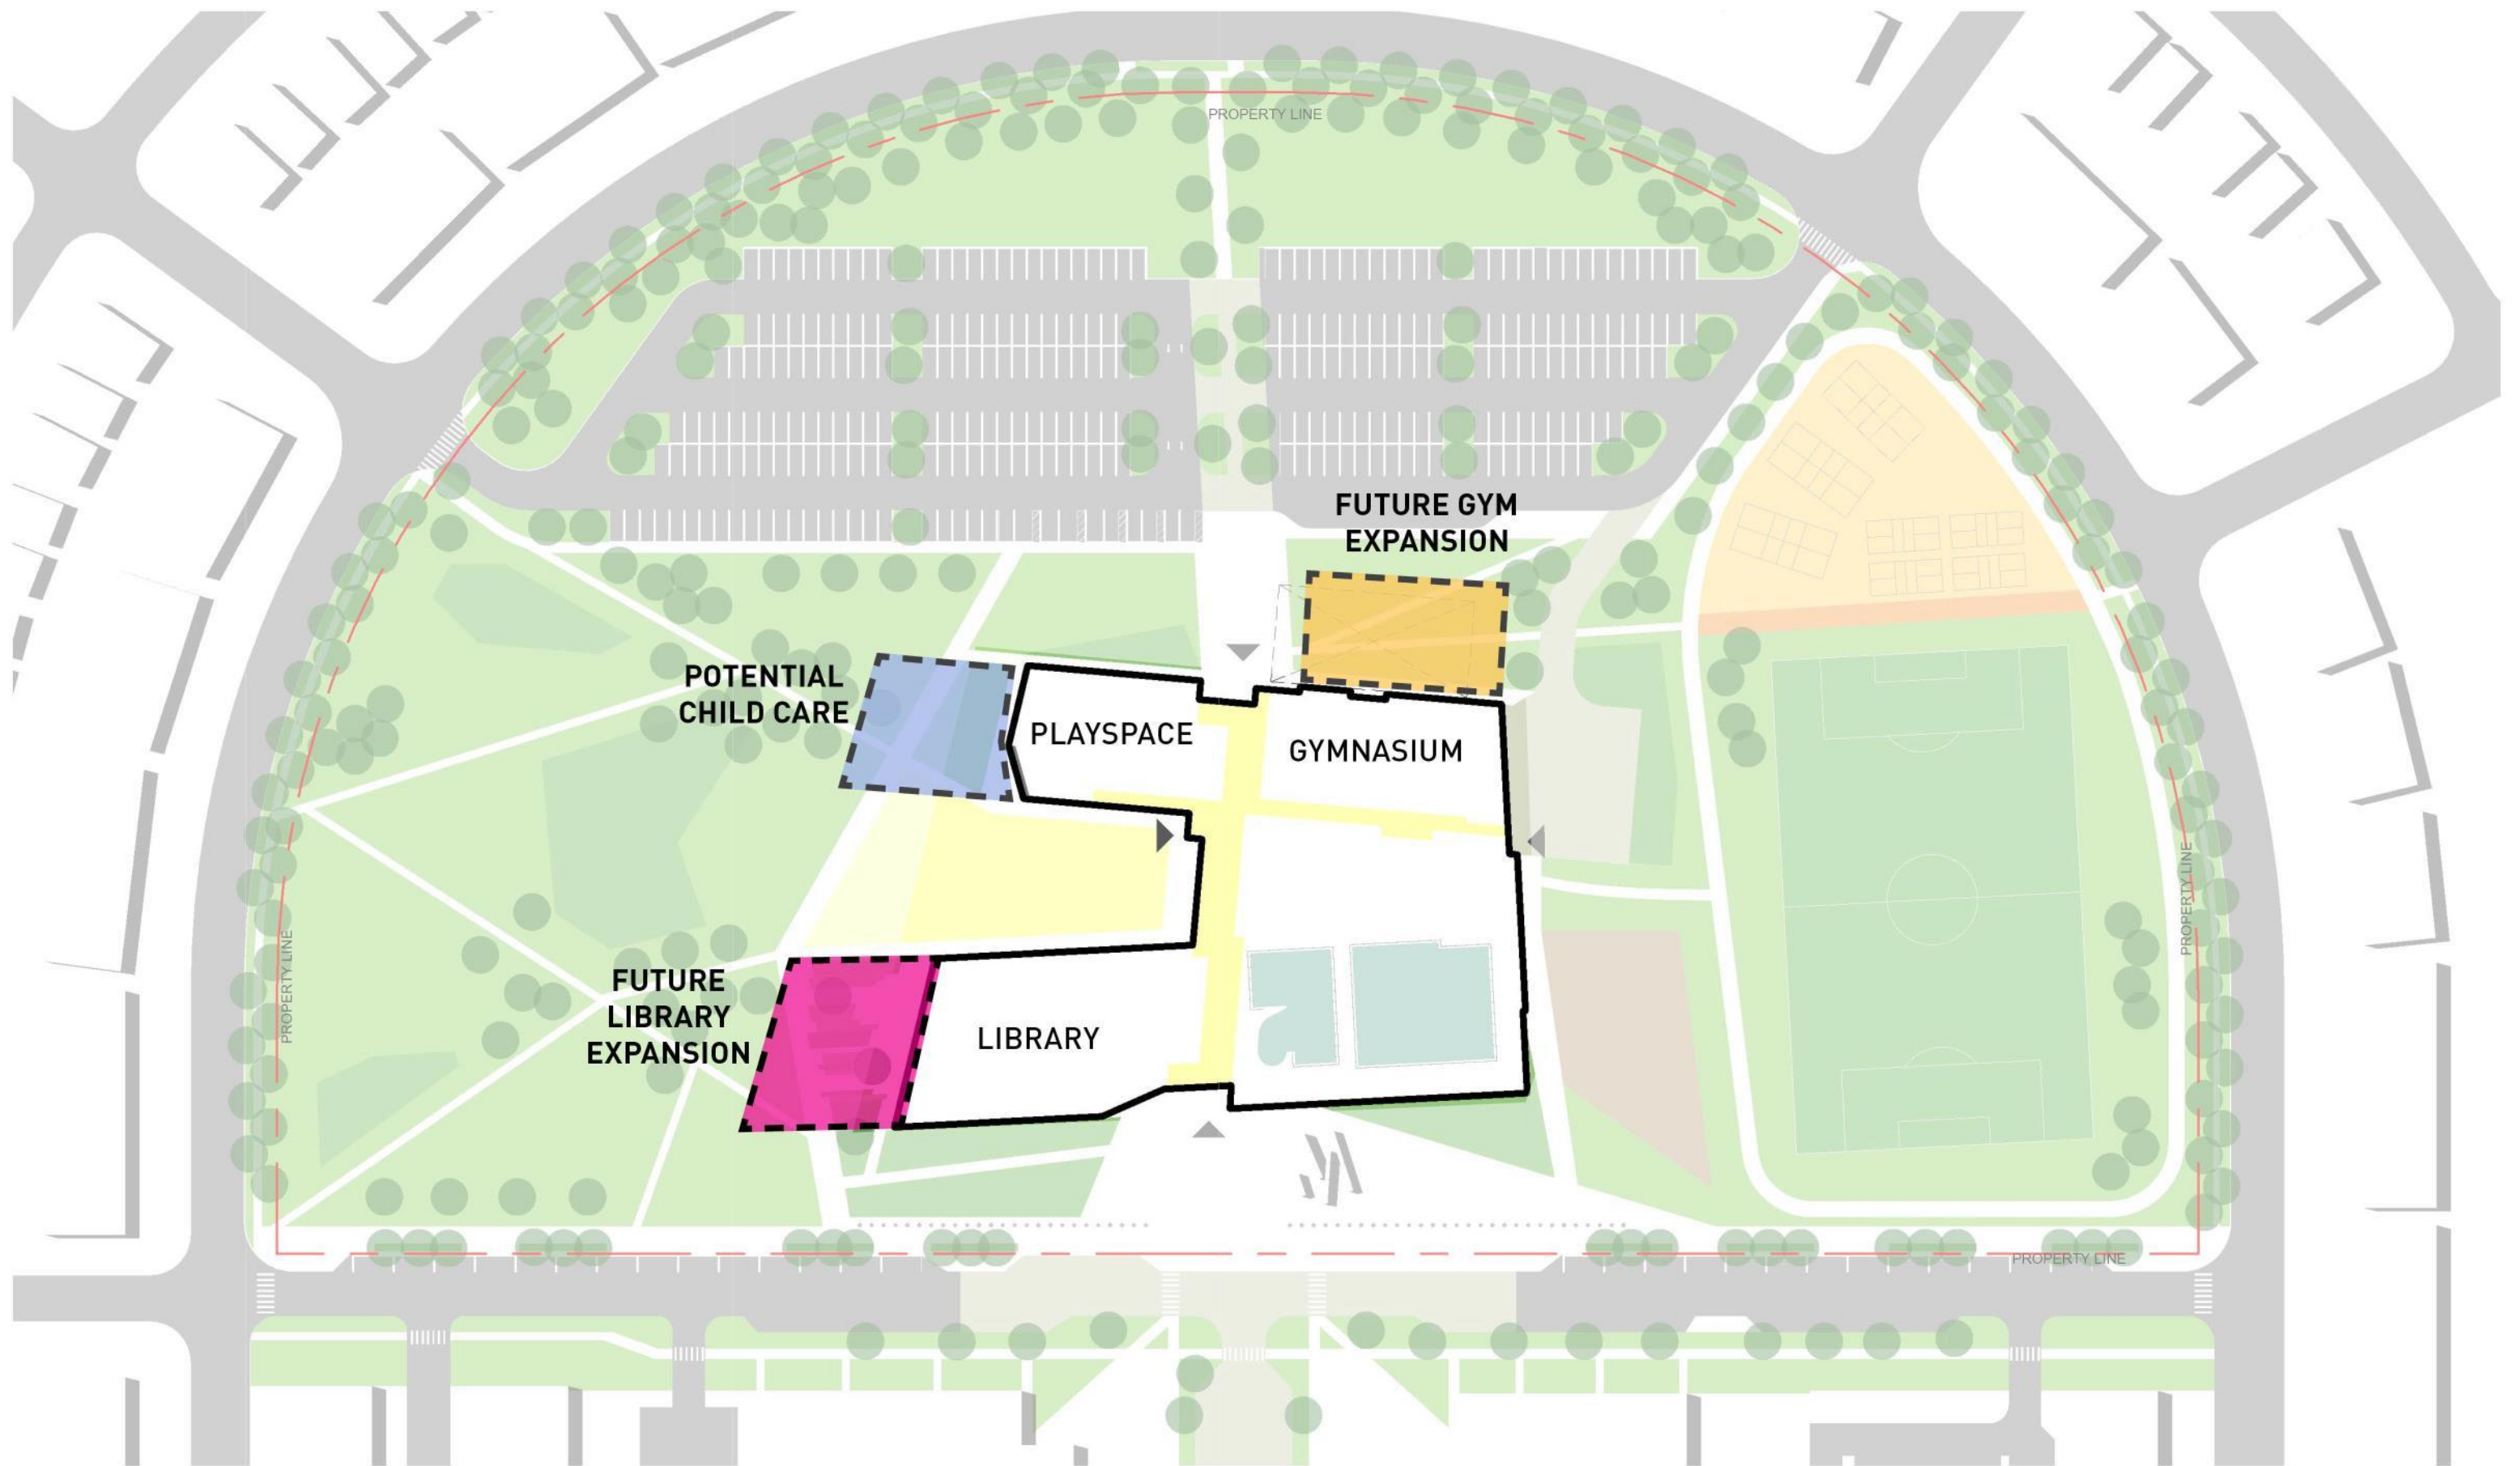 PROPERTY LINE
FUTURE GYM
EXPANSION
POTENTIAL
CHILD CARE
PLAYSPACE
GYMNASIUM
PROPERTY LINE
PROPERTY LINE
FUTURE
LIBRARY
EXPANSION
LIBRARY
PROPERTY LINE